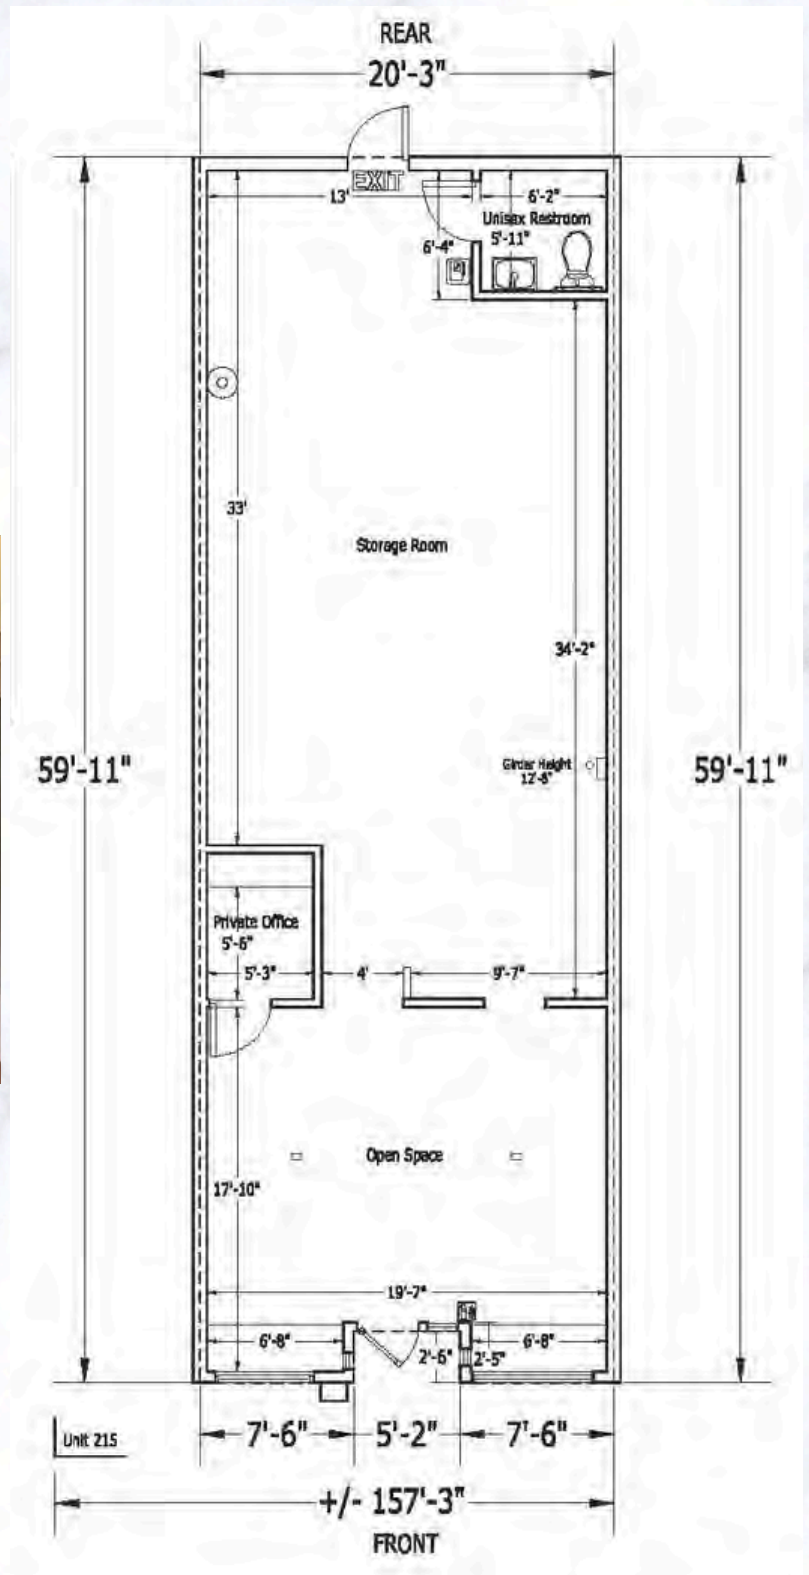 REAR
20'-3"
EXIT
13'
6'-2"
Unisex Restroom
5'-11"
6'-4"
33'
Storage Room
34'-2"
59'-11"
Girder Height
12'-8"
59'-11"
Private Office
5'-6"
5'-3"
4'
9'-7"
Open Space
17'-10"
19'-7"
6'-8"
2'-6"
2'-5"
6'-8"
7'-6"
5'-2"
7'-6"
Unit 215
+/- 157'-3"
FRONT